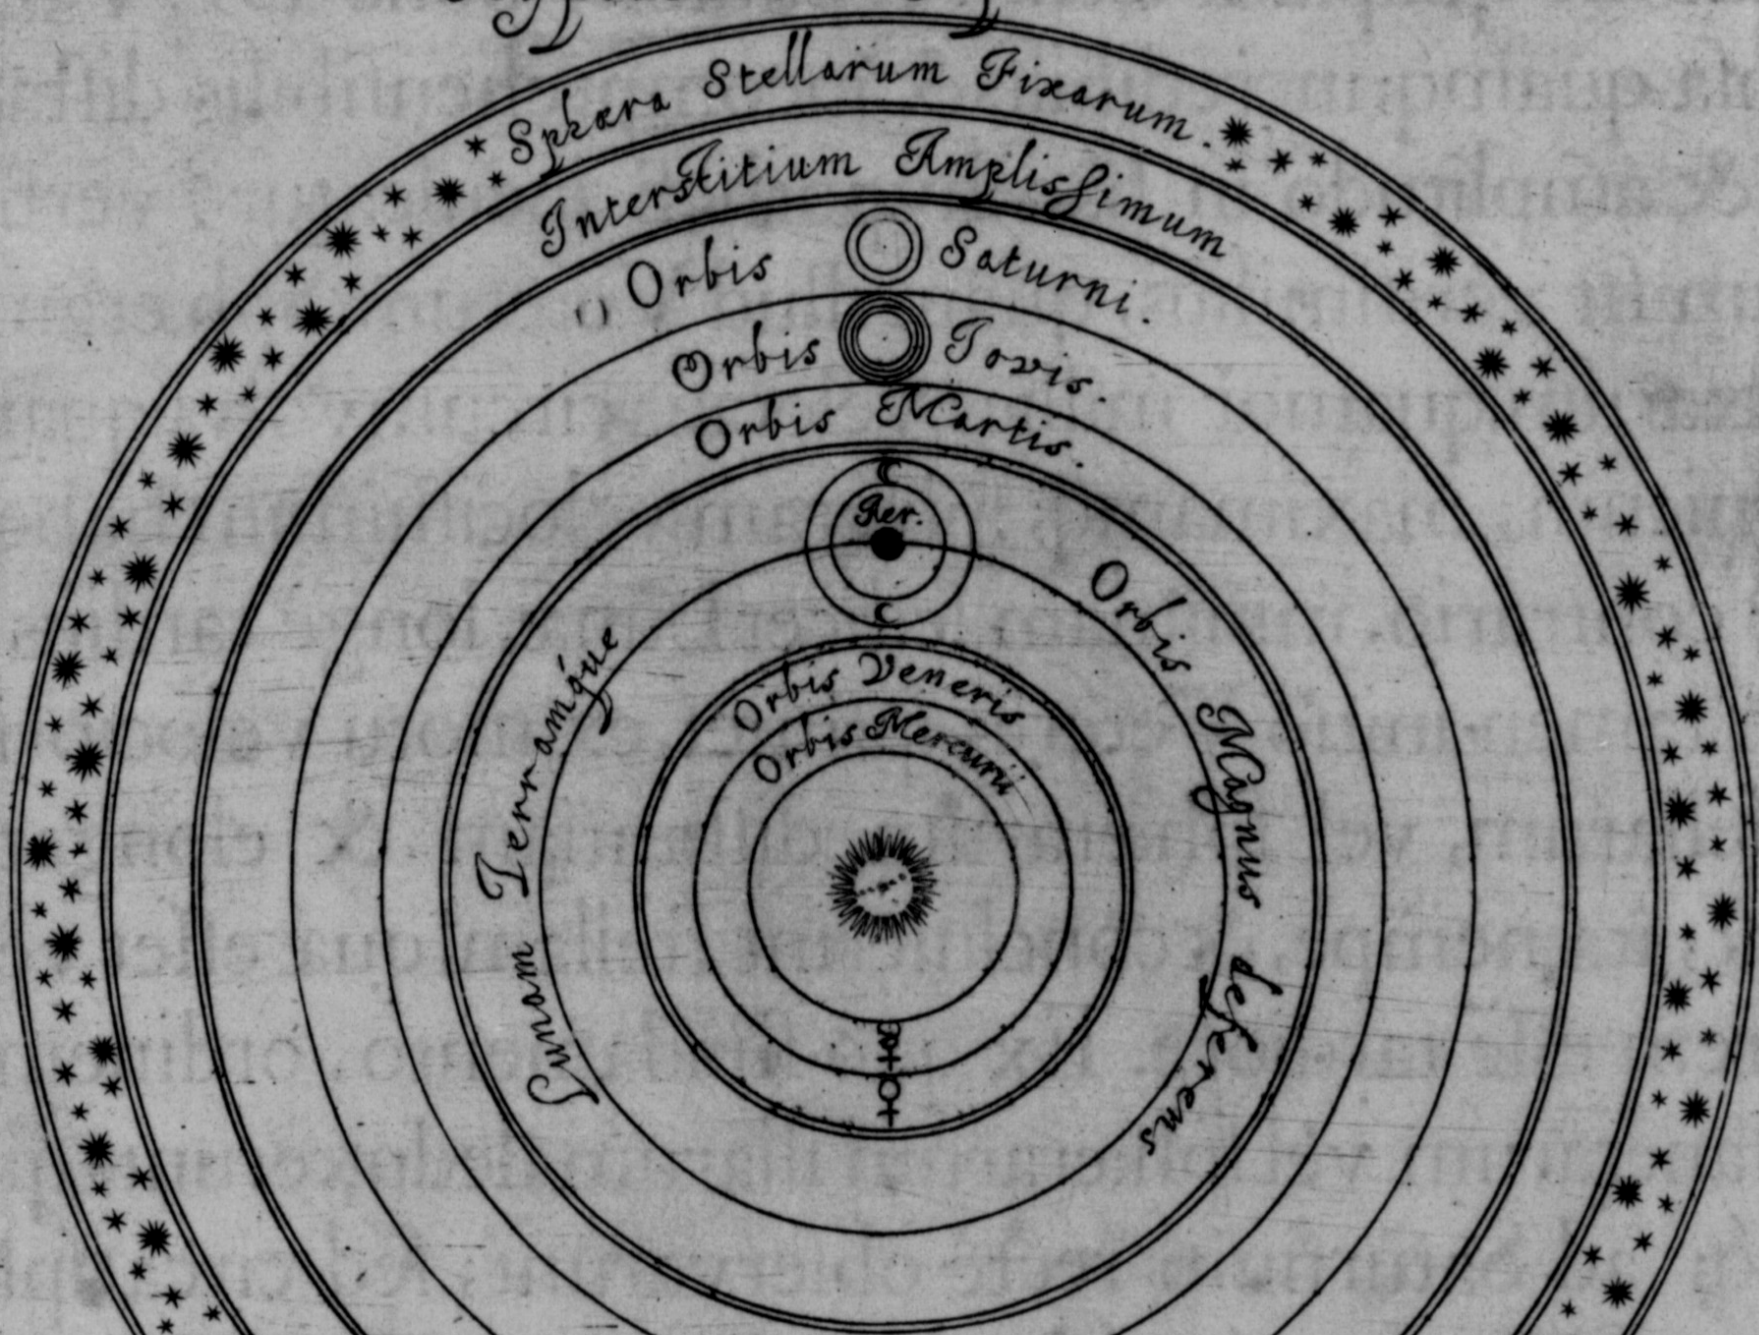 Sphæra Stellarum Fixarum.
Interstitium Amplissimum
Orbis Saturni.
Orbis Jovis.
Orbis Martis.
Aer.
Orbis Magnus deferens
Lunam Terramque
Orbis Veneris
Orbis Mercurii